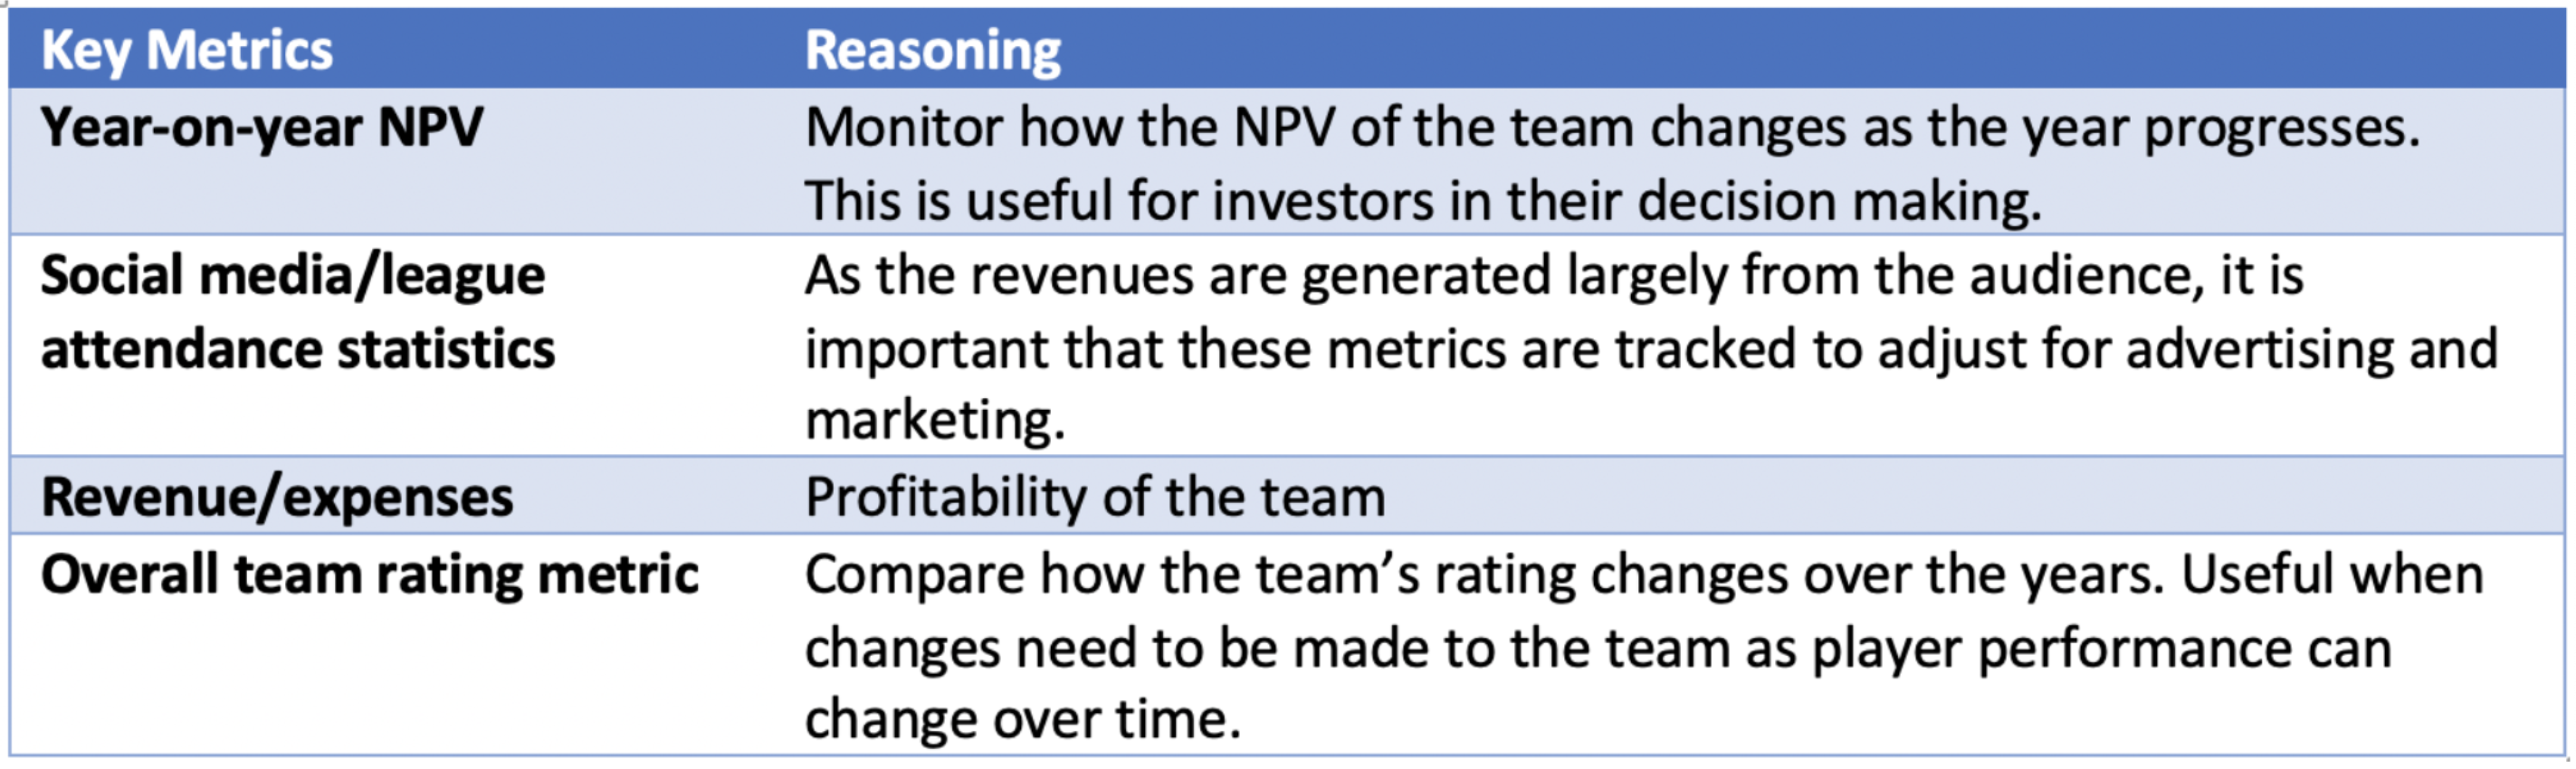 Key Metrics
Reasoning
Year-on-year NPV
Monitor how the NPV of the team changes as the year progresses.
This is useful for investors in their decision making.
Social media/league
attendance statistics
As the revenues are generated largely from the audience, it is
important that these metrics are tracked to adjust for advertising and
marketing.
Revenue/expenses
Profitability of the team
Overall team rating metric
Compare how the team’s rating changes over the years. Useful when
changes need to be made to the team as player performance can
change over time.